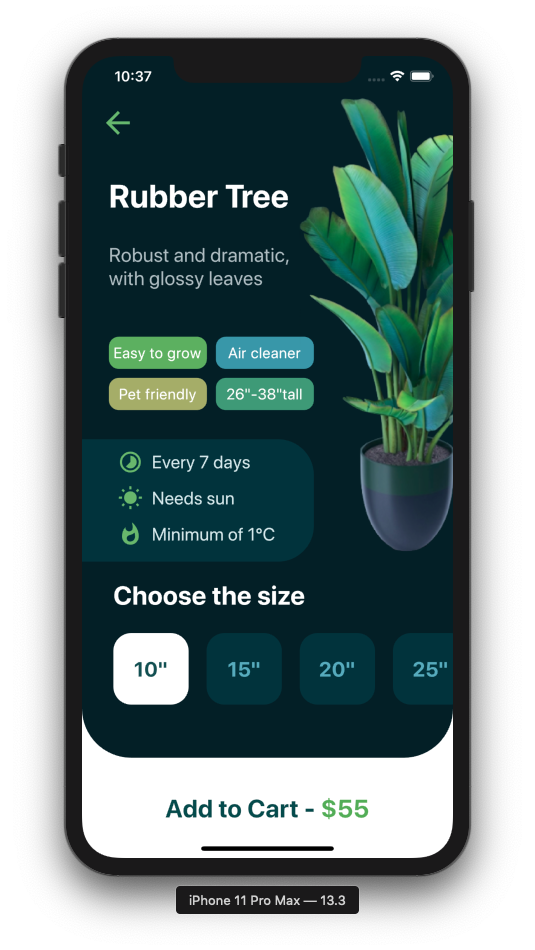 10:37
Rubber Tree
Robust and dramatic,
with glossy leaves
Easy to grow
Air cleaner
Pet friendly
26"-38"tall
Every 7 days
Needs sun
Minimum of 1°C
Choose the size
10"
15"
20"
25"
Add to Cart - $55
iPhone 11 Pro Max — 13.3